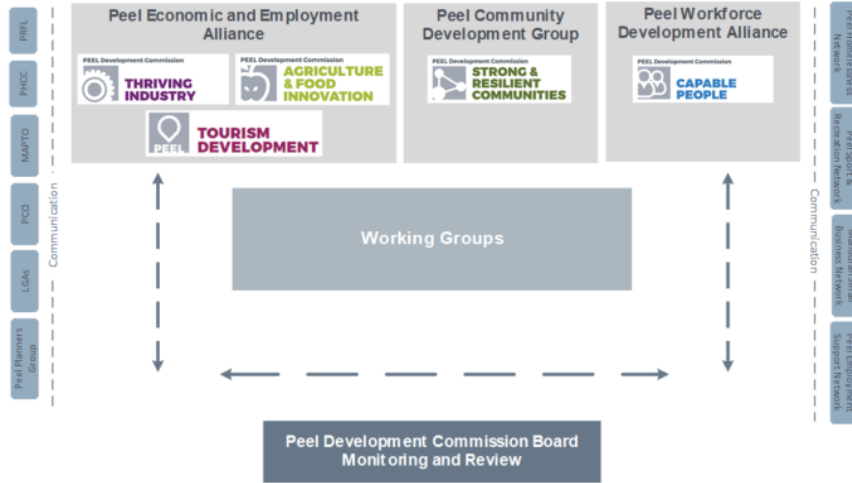 Peel Economic and Employment
Alliance
PEEL Development Commission
THRIVING
INDUSTRY
PEEL Development Commission
AGRICULTURE
& FOOD
INNOVATION
PEEL
TOURISM
DEVELOPMENT
Peel Community
Development Group
PEEL Development Commission
STRONG &
RESILIENT
COMMUNITIES
Peel Workforce
Development Alliance
PEEL Development Commission
CAPABLE
PEOPLE
PRFL
PHCC
MAPTO
PCCI
LGAs
Peel Planners
Group
Communication
Working Groups
Communication
Peel Homelessness
Network
Peel Sport &
Recreation Network
Business Network
Peel Employment
Support Network
Peel Development Commission Board
Monitoring and Review